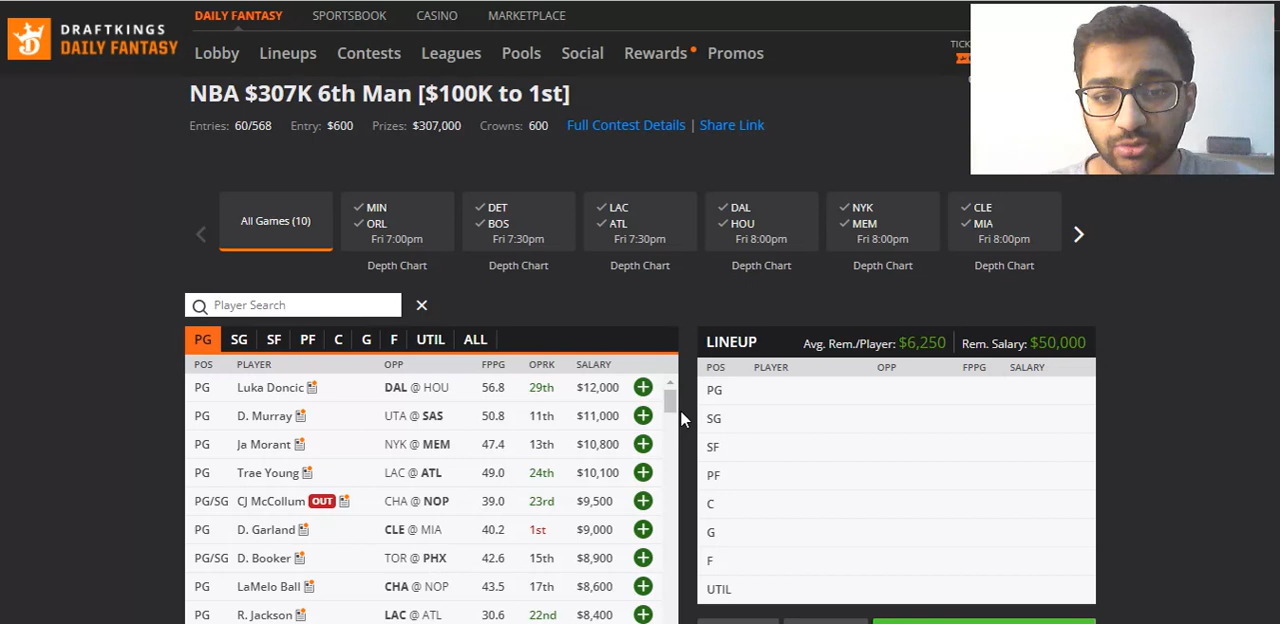 DAILY FANTASY SPORTSBOOK CASINO MARKETPLACE
DRAFTKINGS
DAILY FANTASY
Lobby Lineups Contests Leagues Pools Social Rewards Promos
TICK
NBA $307K 6th Man [$100K to 1st]
Entries: 60/568 Entry: $600 Prizes: $307,000 Crowns: 600 Full Contest Details | Share Link
All Games (10)
MIN
ORL
Fri 7:00pm
Depth Chart
DET
BOS
Fri 7:30pm
Depth Chart
LAC
ATL
Fri 7:30pm
Depth Chart
DAL
HOU
Fri 8:00pm
Depth Chart
NYK
MEM
Fri 8:00pm
Depth Chart
CLE
MIA
Fri 8:00pm
Depth Chart
Player Search
PG SG SF PF C G F UTIL ALL
POS PLAYER OPP FPPG OPRK SALARY
PG Luka Doncic DAL @ HOU 56.8 29th $12,000
PG D. Murray UTA @ SAS 50.8 11th $11,000
PG Ja Morant NYK @ MEM 47.4 13th $10,800
PG Trae Young LAC @ ATL 49.0 24th $10,100
PG/SG CJ McCollum OUT CHA @ NOP 39.0 23rd $9,500
PG D. Garland CLE @ MIA 40.2 1st $9,000
PG/SG D. Booker TOR @ PHX 42.6 15th $8,900
PG LaMelo Ball CHA @ NOP 43.5 17th $8,600
PG R. Jackson LAC @ ATL 30.6 22nd $8,400
LINEUP Avg. Rem./Player: $6,250 Rem. Salary: $50,000
POS PLAYER OPP FPPG SALARY
PG
SG
SF
PF
C
G
F
UTIL